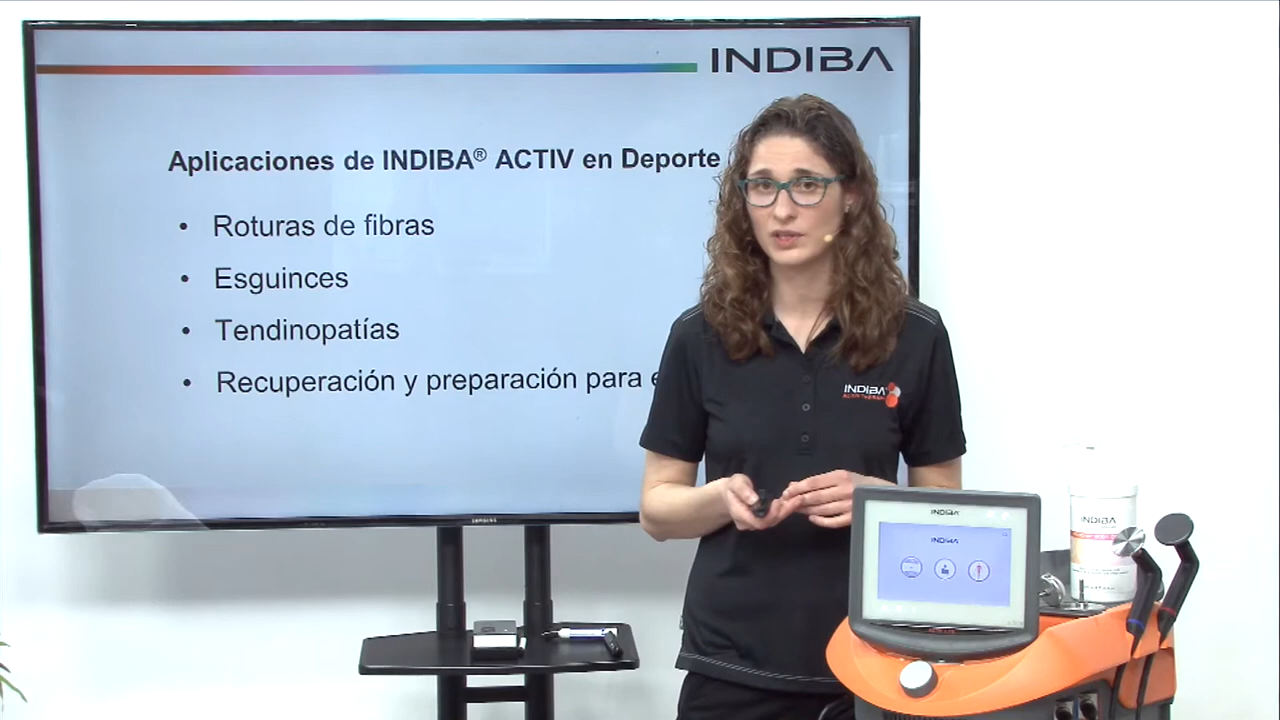 INDIBA
Aplicaciones de INDIBA® ACTIV en Deporte
• Roturas de fibras
• Esguinces
• Tendinopatías
• Recuperación y preparación para e
INDIBA
SAMSUNG
INDIBA
INDIBA
INDIBA